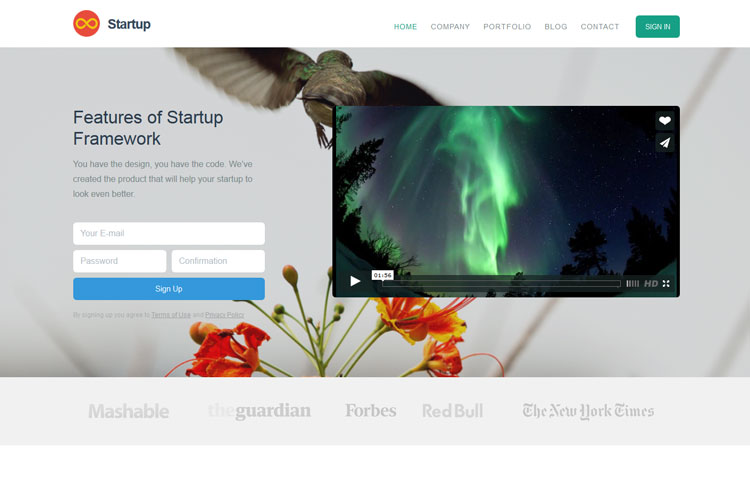 Startup
HOME COMPANY PORTFOLIO BLOG CONTACT SIGN IN
Features of Startup
Framework
You have the design, you have the code. We've
created the product that will help your startup to
look even better.
Your E-mail
Password Confirmation
Sign Up
By signing up you agree to Terms of Use and Privacy Policy
01:56
HD
Mashable theguardian Forbes Red Bull The New York Times